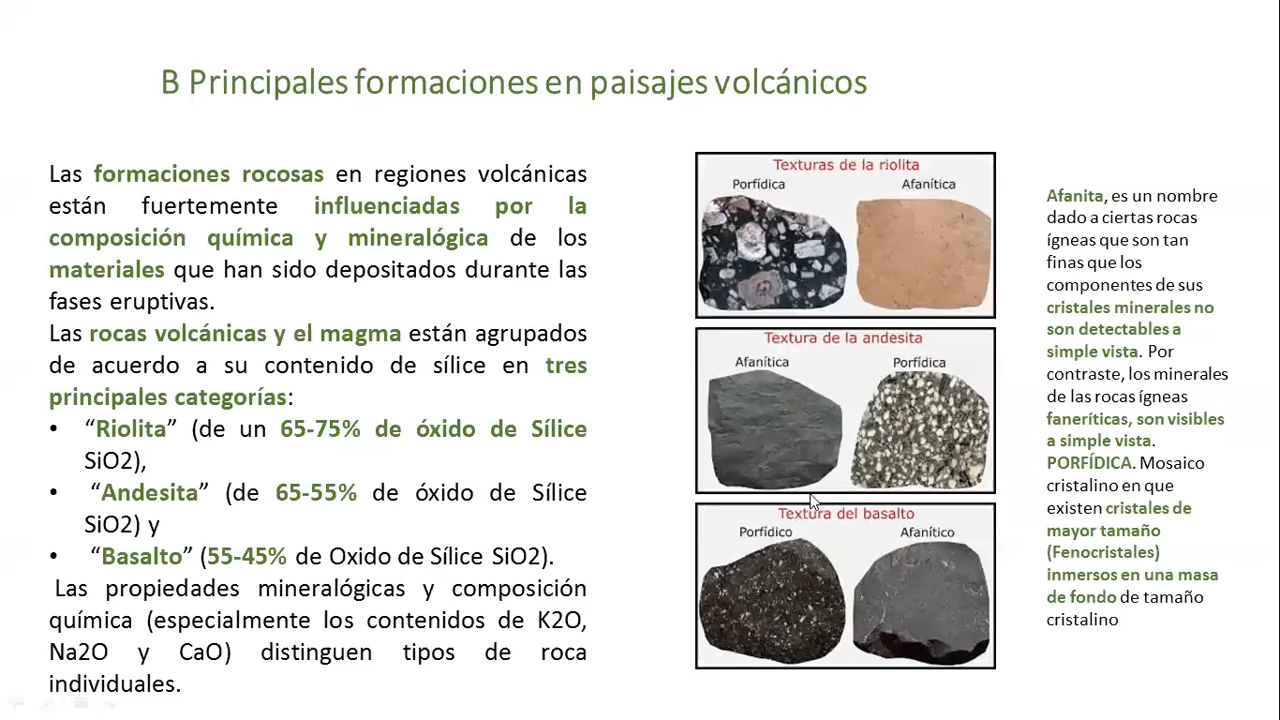 B Principales formaciones en paisajes volcánicos
Las formaciones rocosas en regiones volcánicas
están fuertemente influenciadas por la
composición química y mineralógica de los
materiales que han sido depositados durante las
fases eruptivas.
Las rocas volcánicas y el magma están agrupados
de acuerdo a su contenido de sílice en tres
principales categorías:
• “Riolita” (de un 65-75% de óxido de Sílice
SiO2),
• “Andesita” (de 65-55% de óxido de Sílice
SiO2) y
• “Basalto” (55-45% de Oxido de Sílice SiO2).
Las propiedades mineralógicas y composición
química (especialmente los contenidos de K2O,
Na2O y CaO) distinguen tipos de roca
individuales.
Texturas de la riolita
Porfídica Afanítica
Textura de la andesita
Afanítica Porfídica
Textura del basalto
Porfídico Afanítico
Afanita, es un nombre
dado a ciertas rocas
ígneas que son tan
finas que los
componentes de sus
cristales minerales no
son detectables a
simple vista. Por
contraste, los minerales
de las rocas ígneas
faneríticas, son visibles
a simple vista.
PORFÍDICA. Mosaico
cristalino en que
existen cristales de
mayor tamaño
(Fenocristales)
inmersos en una masa
de fondo de tamaño
cristalino